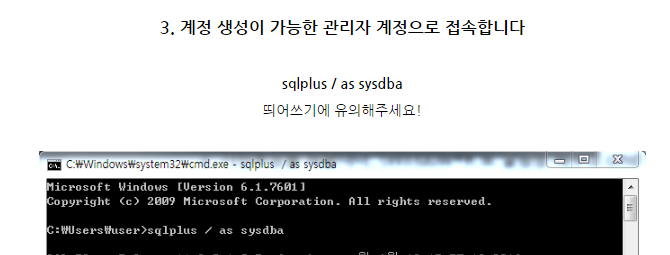 3. 계정 생성이 가능한 관리자 계정으로 접속합니다
sqlplus / as sysdba
띄어쓰기에 유의해주세요!
C:₩Windows₩system32₩cmd.exe - sqlplus / as sysdba
Microsoft Windows [Version 6.1.7601]
Copyright (c) 2009 Microsoft Corporation. All rights reserved.
C:₩Users₩user>sqlplus / as sysdba